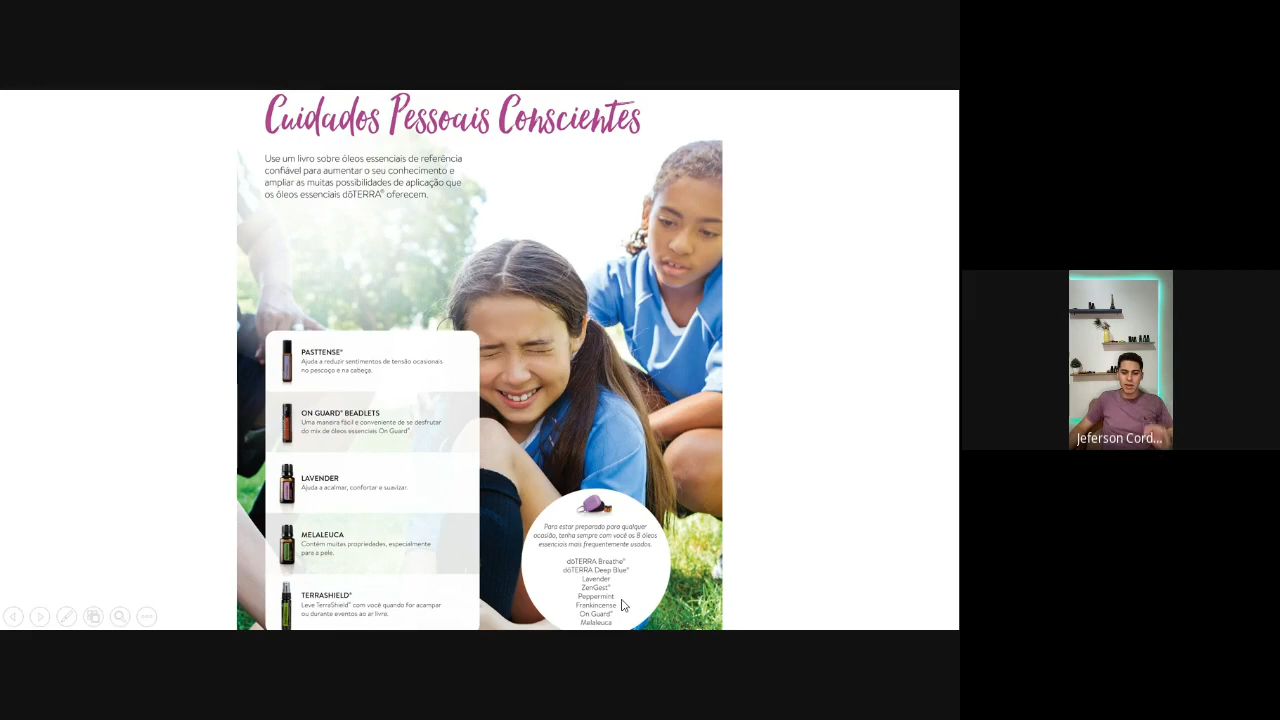 Cuidados Pessoais Conscientes
Use um livro sobre óleos essenciais de referência
confiável para aumentar o seu conhecimento e
ampliar as muitas possibilidades de aplicação que
os óleos essenciais dōTERRA® oferecem.
PASTTENSE®
Ajuda a reduzir sentimentos de tensão ocasionais
no pescoço e na cabeça.
ON GUARD™ BEADLETS
Uma maneira fácil e conveniente de se desfrutar
do mix de óleos essenciais On Guard™
LAVENDER
Ajuda a acalmar, confortar e suavizar.
MELALEUCA
Contém muitas propriedades, especialmente
para a pele.
TERRASHIELD®
Leve TerraShield™ com você quando for acampar
ou durante eventos ao ar livre.
Para estar preparado para qualquer
ocasião, tenha sempre com você os 8 óleos
essenciais mais frequentemente usados.
dōTERRA Breathe®
dōTERRA Deep Blue®
Lavender
ZenGest®
Peppermint
Frankincense
On Guard®
Melaleuca
Jeferson Cord...